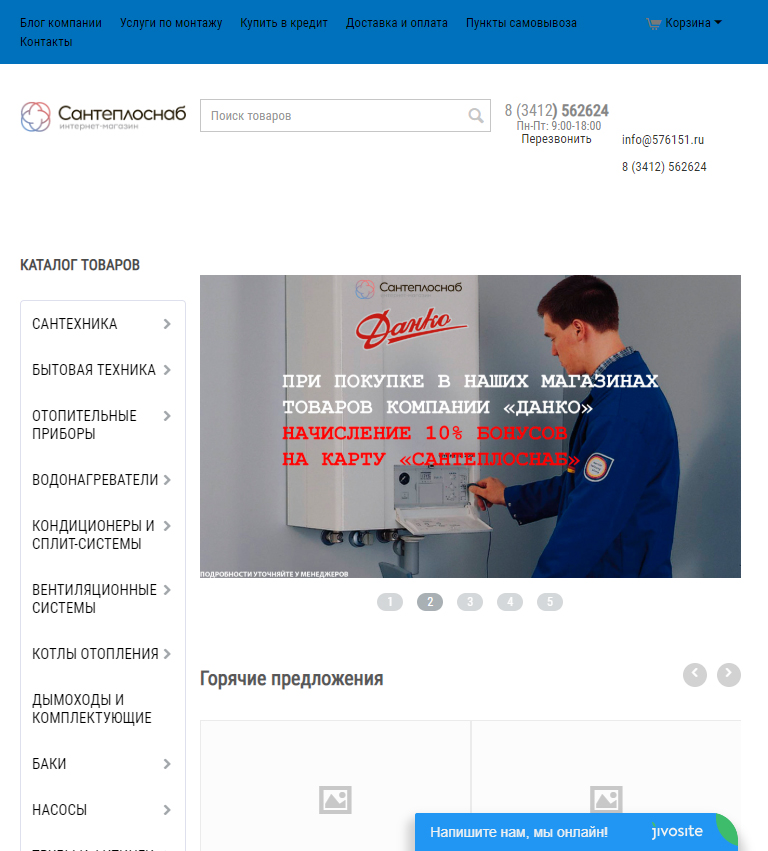 Блог компании Услуги по монтажу Купить в кредит Доставка и оплата Пункты самовывоза Корзина
Контакты
Сантеплоснаб
интернет-магазин
Поиск товаров
8 (3412) 562624
Пн-Пт: 9:00-18:00
Перезвонить
info@576151.ru
8 (3412) 562624
КАТАЛОГ ТОВАРОВ
САНТЕХНИКА
БЫТОВАЯ ТЕХНИКА
ОТОПИТЕЛЬНЫЕ
ПРИБОРЫ
ВОДОНАГРЕВАТЕЛИ
КОНДИЦИОНЕРЫ И
СПЛИТ-СИСТЕМЫ
ВЕНТИЛЯЦИОННЫЕ
СИСТЕМЫ
КОТЛЫ ОТОПЛЕНИЯ
ДЫМОХОДЫ И
КОМПЛЕКТУЮЩИЕ
БАКИ
НАСОСЫ
Сантеплоснаб
Данко
ПРИ ПОКУПКЕ В НАШИХ МАГАЗИНАХ
ТОВАРОВ КОМПАНИИ «ДАНКО»
НАЧИСЛЕНИЕ 10% БОНУСОВ
НА КАРТУ «САНТЕПЛОСНАБ»
ПОДРОБНОСТИ УТОЧНЯЙТЕ У МЕНЕДЖЕРОВ
1 2 3 4 5
Горячие предложения
Напишите нам, мы онлайн! jivosite